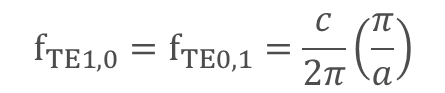 f_TE1,0 = f_TE0,1 = c/2π (π/a)